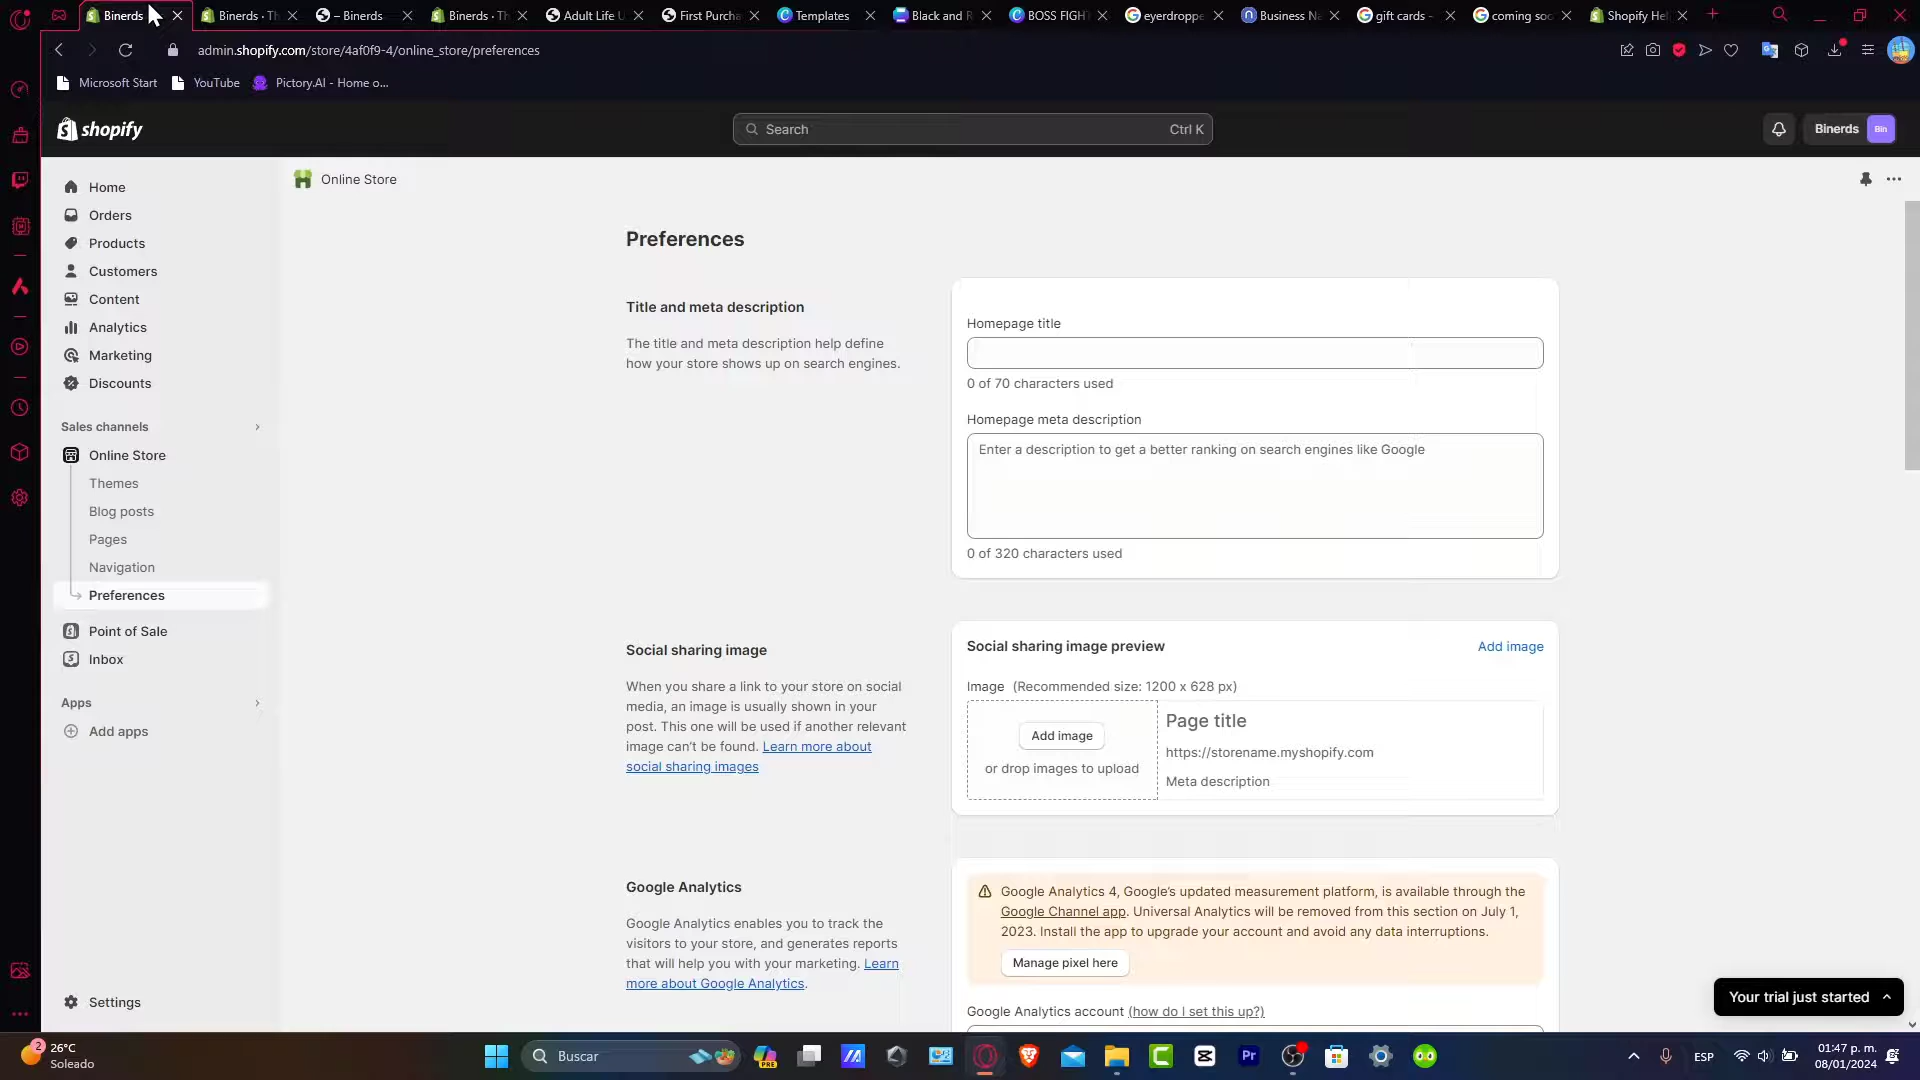 Binerds
Binerds · Th
– Binerds
Binerds · Th
Adult Life U
First Purcha
Templates
Black and R
BOSS FIGHT
eyerdroppe
Business Na
gift cards -
coming soo
Shopify Hel
admin.shopify.com/store/4af0f9-4/online_store/preferences
Microsoft Start
YouTube
Pictory.AI - Home o...
shopify
Search
Ctrl K
Binerds
Bin
Home
Orders
Products
Customers
Content
Analytics
Marketing
Discounts
Sales channels
Online Store
Themes
Blog posts
Pages
Navigation
Preferences
Point of Sale
Inbox
Apps
Add apps
Settings
Online Store
Preferences
Title and meta description
The title and meta description help define
how your store shows up on search engines.
Homepage title
0 of 70 characters used
Homepage meta description
Enter a description to get a better ranking on search engines like Google
0 of 320 characters used
Social sharing image
When you share a link to your store on social
media, an image is usually shown in your
post. This one will be used if another relevant
image can't be found. Learn more about
social sharing images
Social sharing image preview
Add image
Image (Recommended size: 1200 x 628 px)
Add image
or drop images to upload
Page title
https://storename.myshopify.com
Meta description
Google Analytics
Google Analytics enables you to track the
visitors to your store, and generates reports
that will help you with your marketing. Learn
more about Google Analytics.
Google Analytics 4, Google's updated measurement platform, is available through the
Google Channel app. Universal Analytics will be removed from this section on July 1,
2023. Install the app to upgrade your account and avoid any data interruptions.
Manage pixel here
Google Analytics account (how do I set this up?)
Your trial just started
2
26°C
Soleado
Buscar
PRE
Pr
ESP
01:47 p. m.
08/01/2024